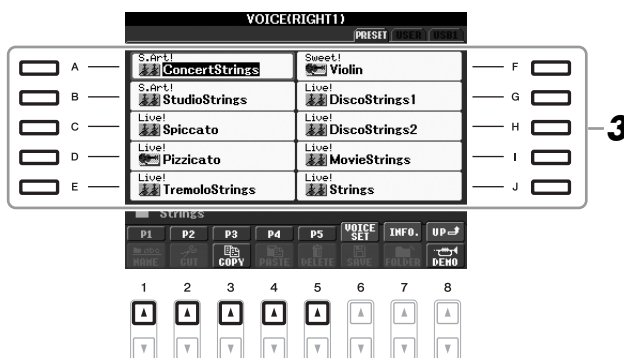 VOICE(RIGHT1)
PRESET USER USB1
A S.Art! ConcertStrings Sweet! Violin F
B S.Art! StudioStrings Live! DiscoStrings1 G
C Live! Spiccato Live! DiscoStrings2 H
3
D Live! Pizzicato Live! MovieStrings I
E Live! TremoloStrings Live! Strings J
Strings
P1 P2 P3 P4 P5 VOICE SET INFO. UP
NAME CUT COPY PASTE DELETE SAVE FOLDER DEMO
1 2 3 4 5 6 7 8